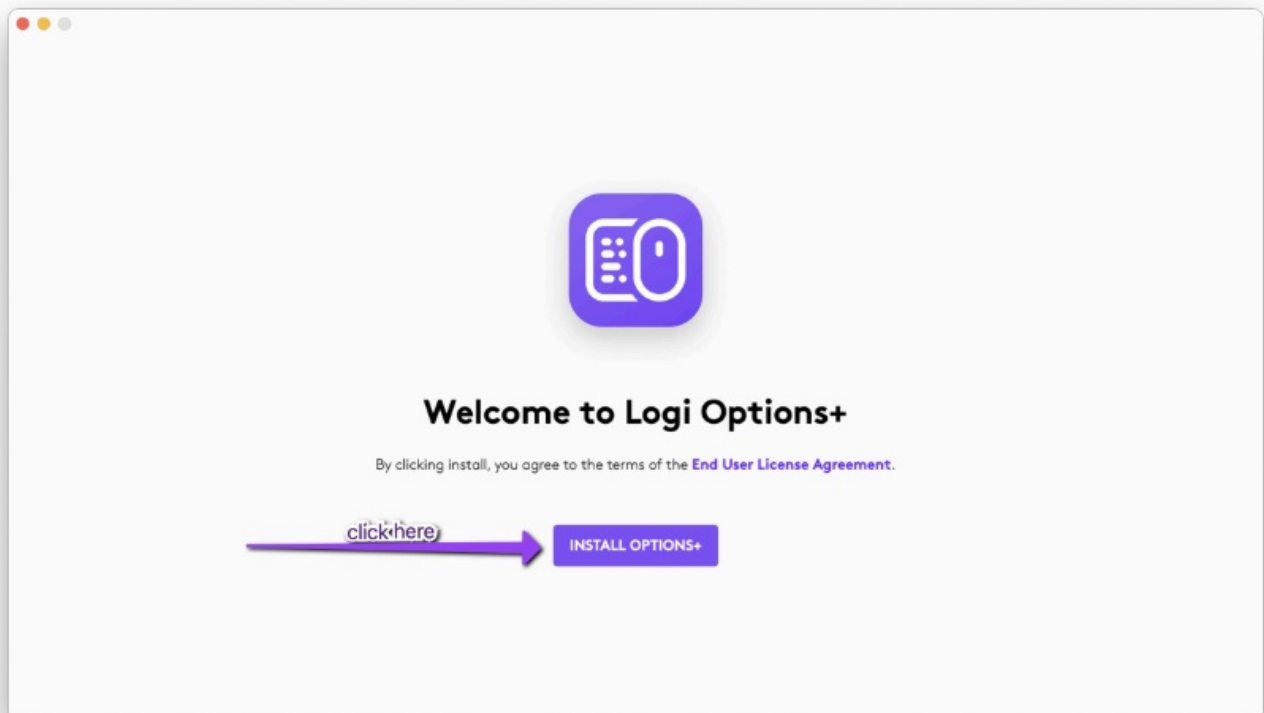 Welcome to Logi Options+
By clicking install, you agree to the terms of the End User License Agreement.
click here
INSTALL OPTIONS+